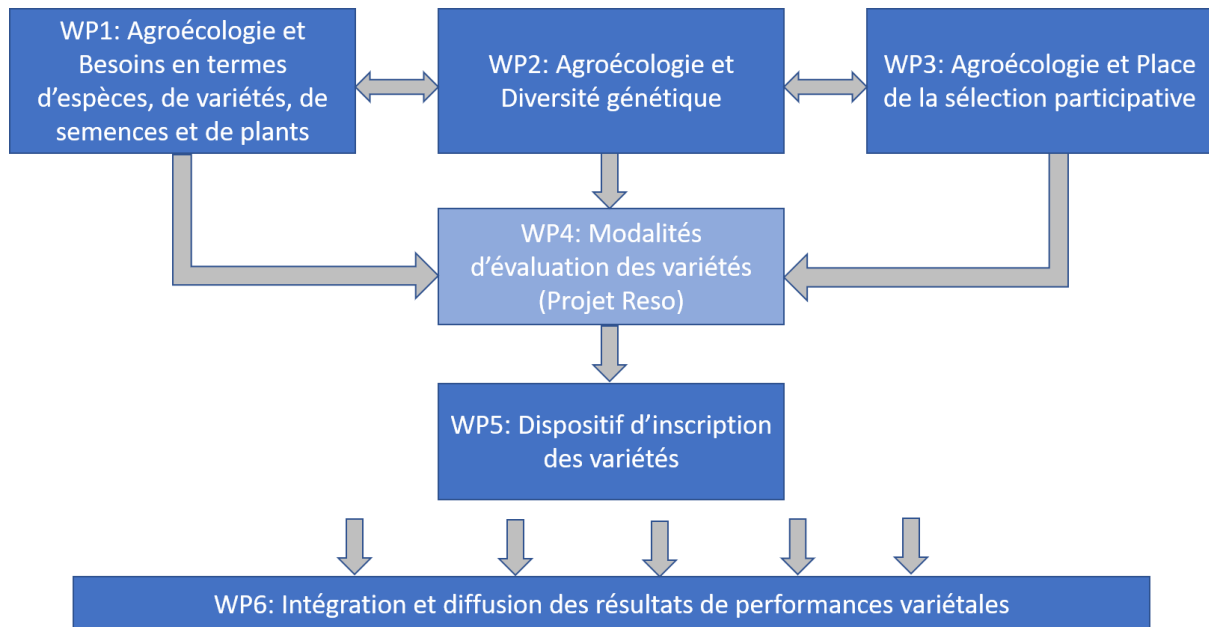 WP1: Agroécologie et
Besoins en termes
d’espèces, de variétés, de
semences et de plants
WP2: Agroécologie et
Diversité génétique
WP3: Agroécologie et Place
de la sélection participative
WP4: Modalités
d’évaluation des variétés
(Projet Reso)
WP5: Dispositif d’inscription
des variétés
WP6: Intégration et diffusion des résultats de performances variétales